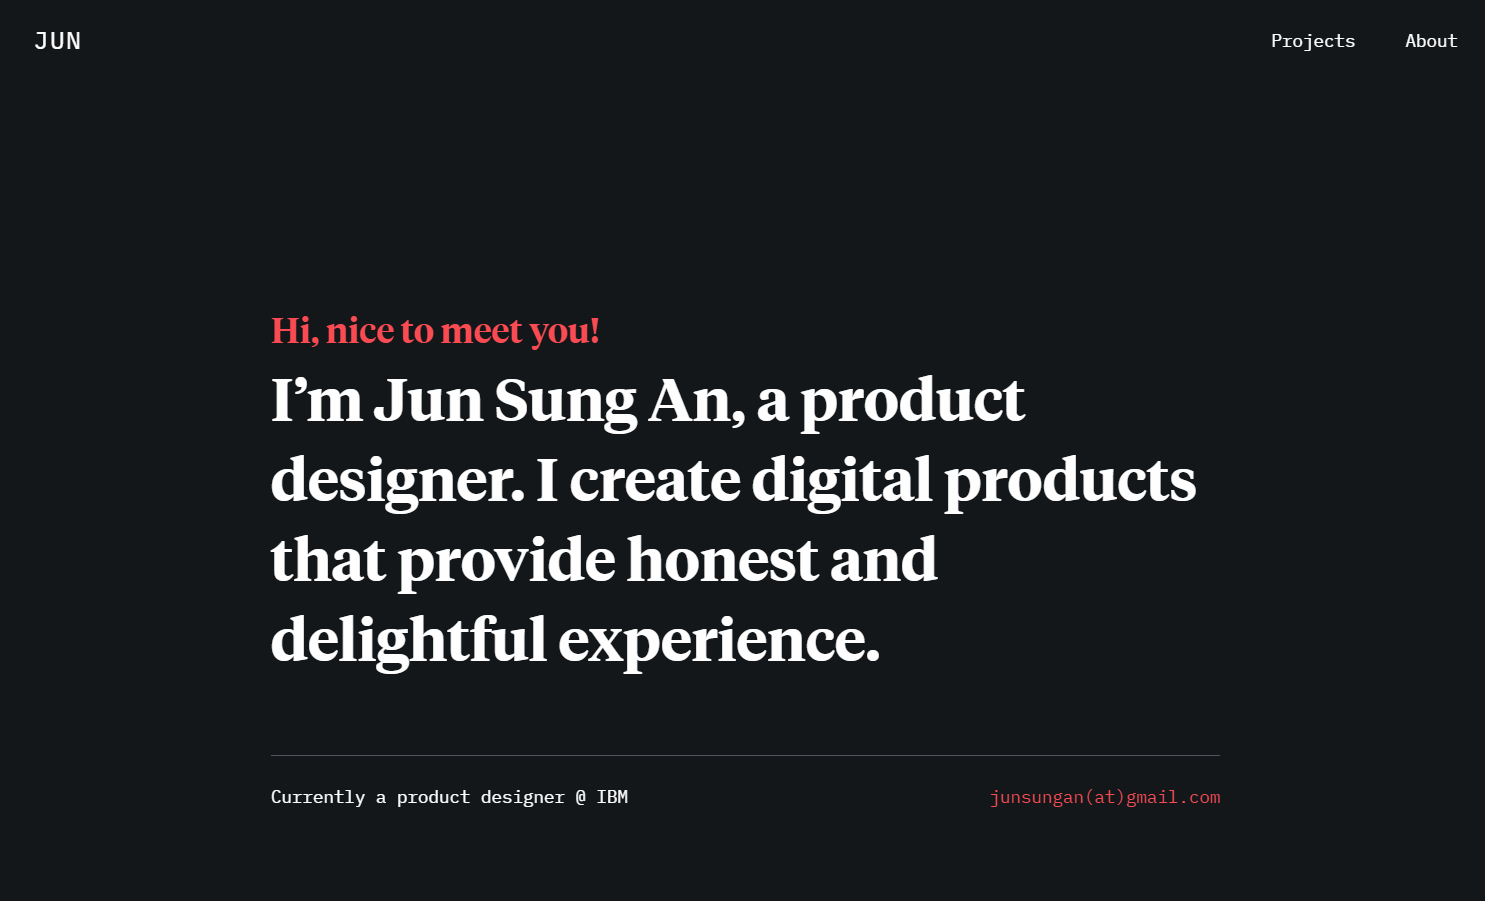 JUN
Projects About
Hi, nice to meet you!
I’m Jun Sung An, a product
designer. I create digital products
that provide honest and
delightful experience.
Currently a product designer @ IBM
junsungan(at)gmail.com